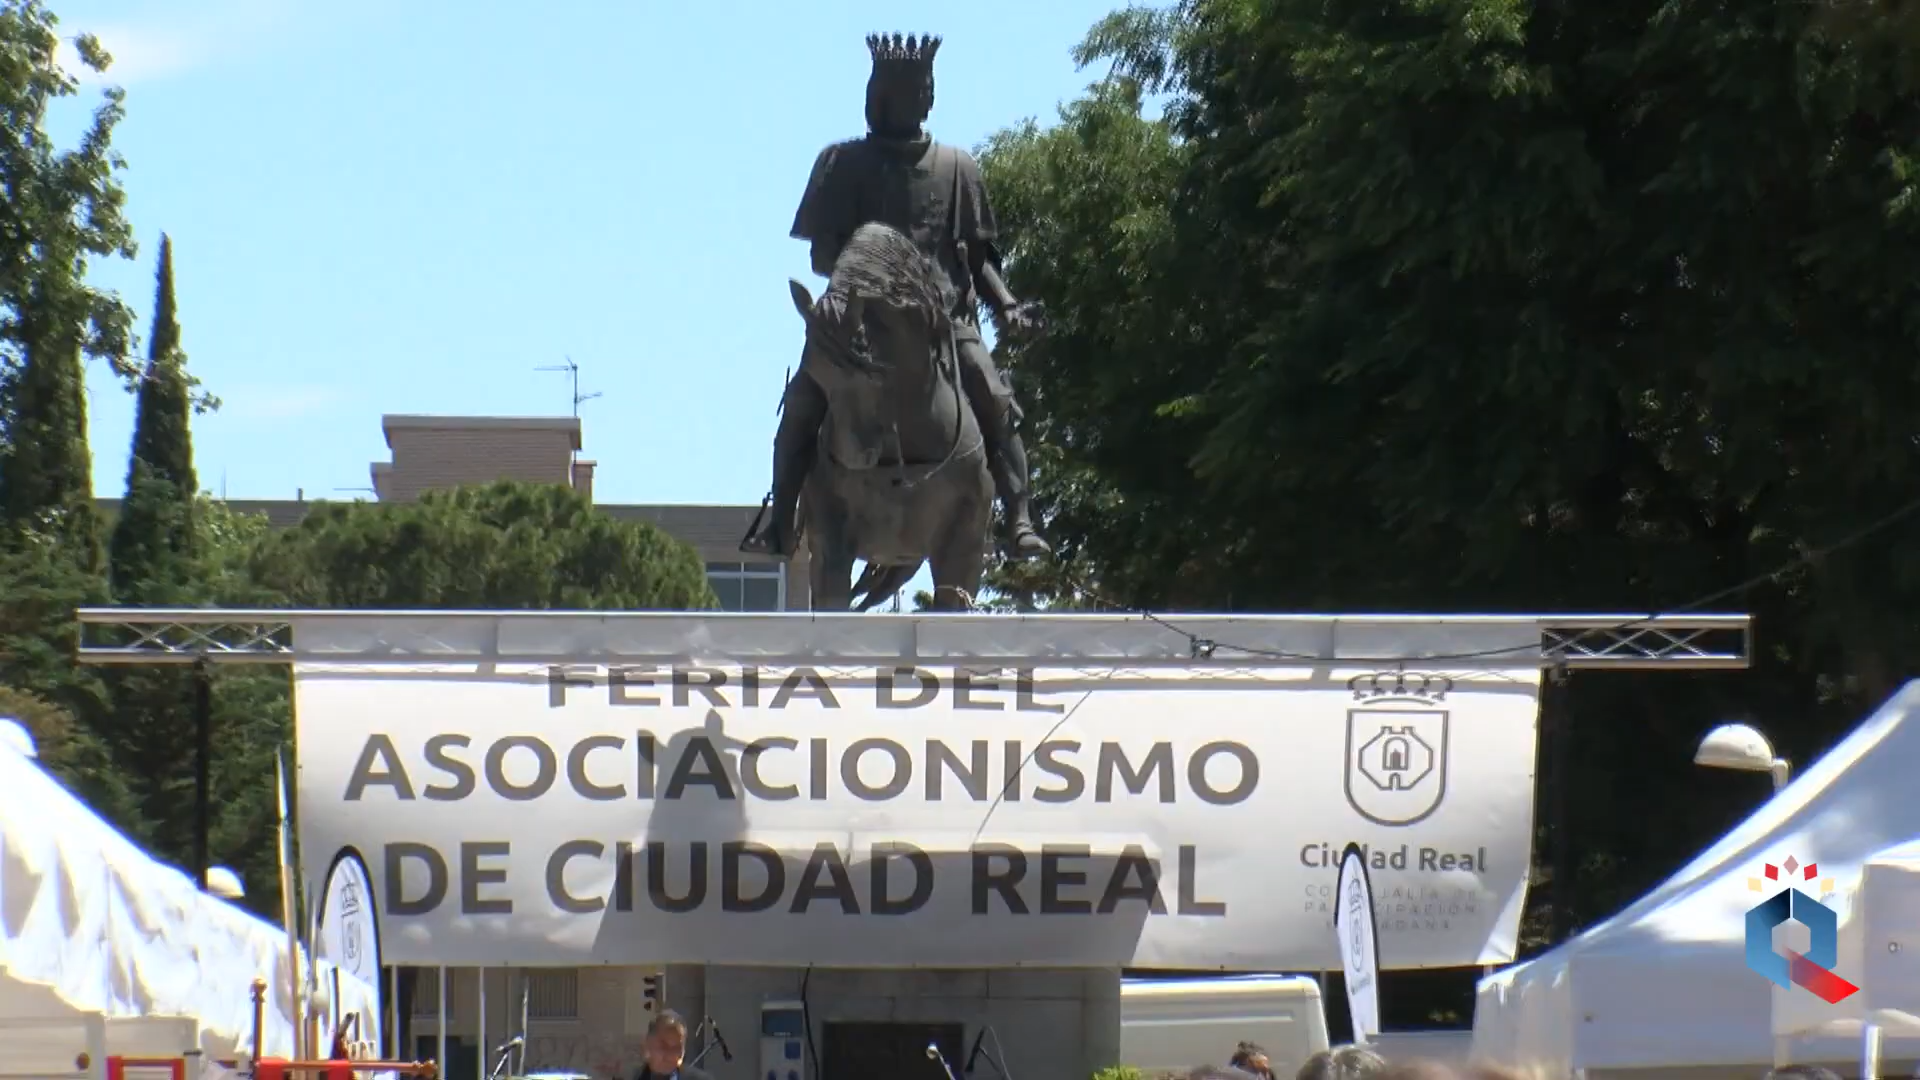 FERIA DEL
ASOCIACIONISMO
DE CIUDAD REAL
Ciudad Real